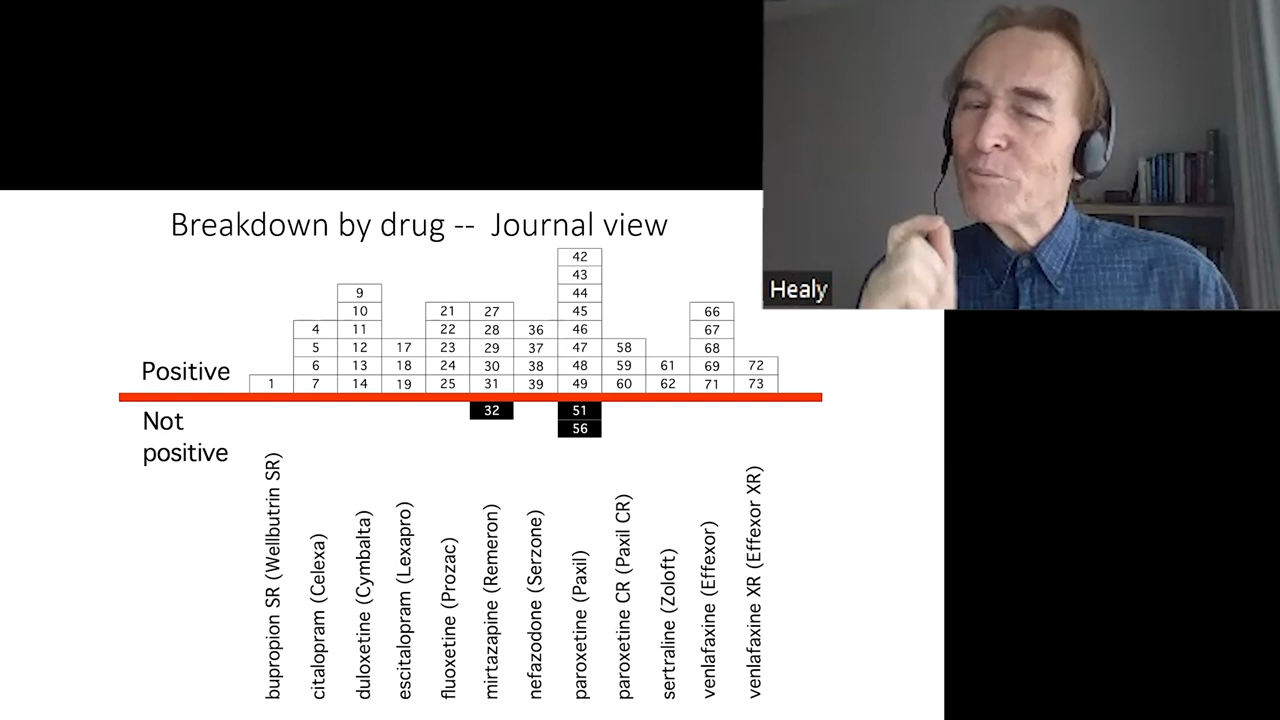 Healy
Breakdown by drug -- Journal view
42
43
9 44
10 21 27 45 66
4 11 22 28 36 46 67
5 12 17 23 29 37 47 58 68
Positive
6 13 18 24 30 38 48 59 61 69 72
1 7 14 19 25 31 39 49 60 62 71 73
32 51
Not
56
positive
bupropion SR (Wellbutrin SR)
citalopram (Celexa)
duloxetine (Cymbalta)
escitalopram (Lexapro)
fluoxetine (Prozac)
mirtazapine (Remeron)
nefazodone (Serzone)
paroxetine (Paxil)
paroxetine CR (Paxil CR)
sertraline (Zoloft)
venlafaxine (Effexor)
venlafaxine XR (Effexor XR)